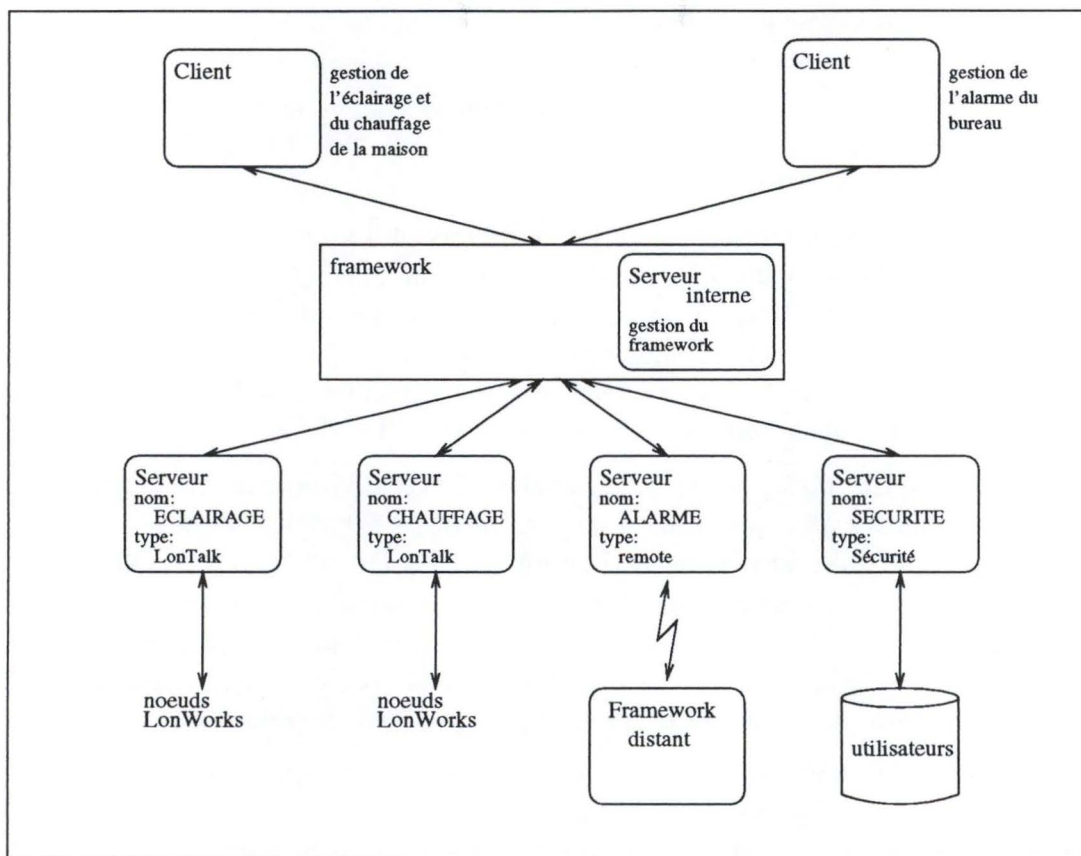 Client
gestion de
l'éclairage et
du chauffage
de la maison
Client
gestion de
l'alarme du
bureau
framework
Serveur
interne
gestion du
framework
Serveur
nom:
ECLAIRAGE
type:
LonTalk
Serveur
nom:
CHAUFFAGE
type:
LonTalk
Serveur
nom:
ALARME
type:
remote
Serveur
nom:
SECURITE
type:
Sécurité
noeuds
LonWorks
noeuds
LonWorks
Framework
distant
utilisateurs